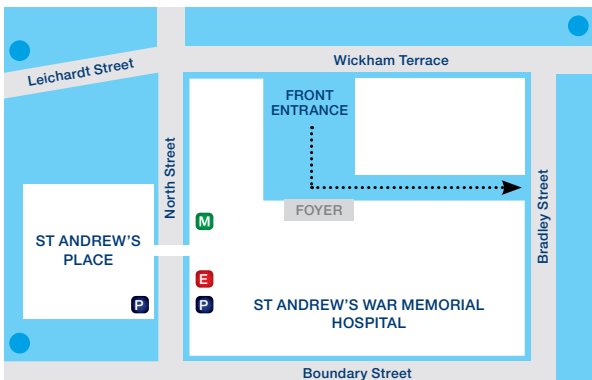 Wickham Terrace
Leichardt Street
FRONT
ENTRANCE
North Street
Bradley Street
FOYER
M
ST ANDREW'S
PLACE
E
P
P
ST ANDREW'S WAR MEMORIAL
HOSPITAL
Boundary Street